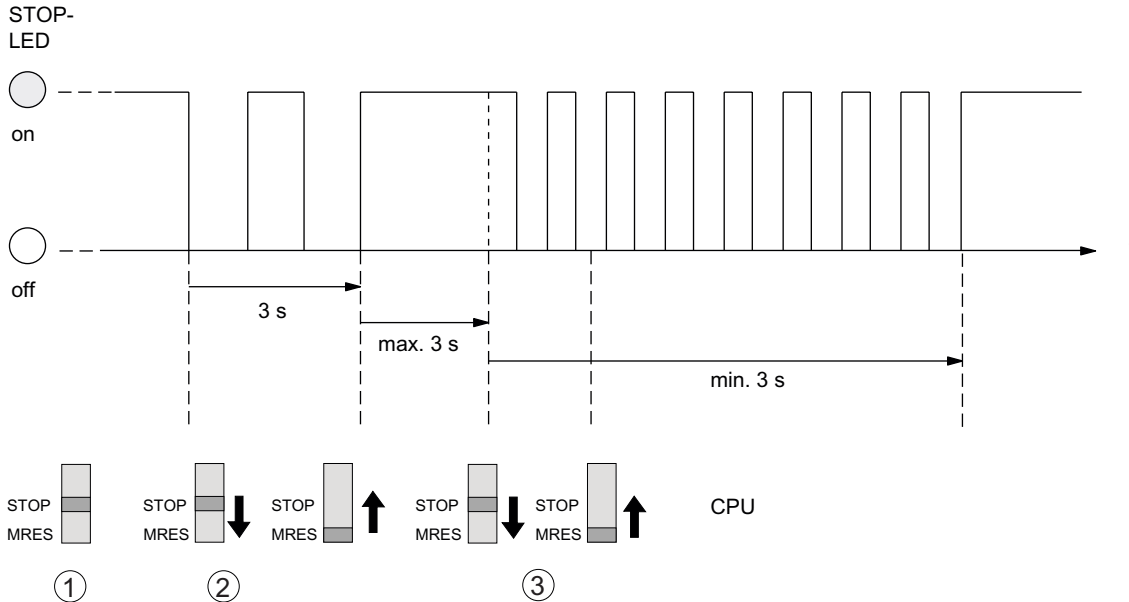 STOP-
LED
on
off
3 s
max. 3 s
min. 3 s
STOP
MRES
STOP
MRES
STOP
MRES
STOP
MRES
STOP
MRES
CPU
1
2
3